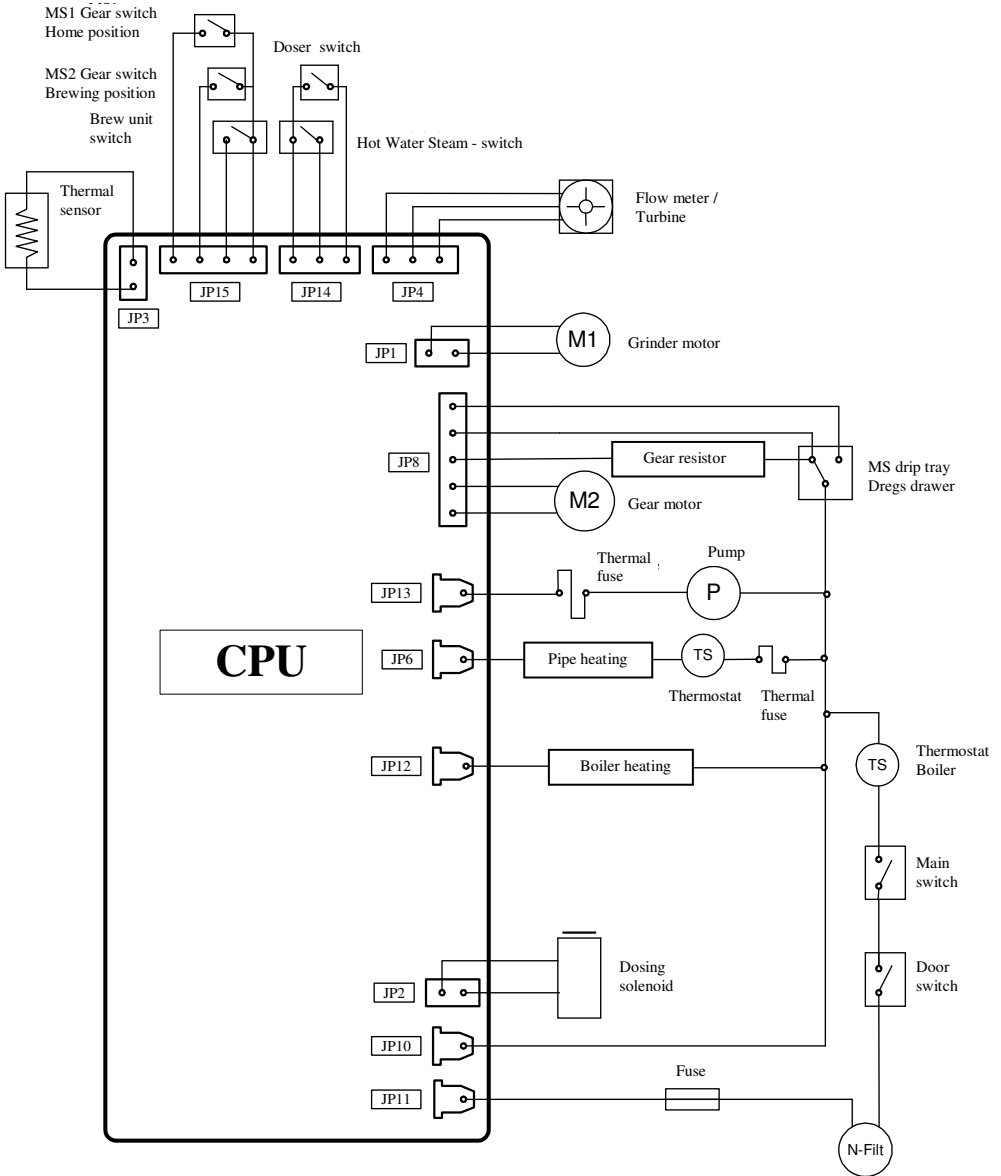 MS1 Gear switch
Home position
Doser switch
MS2 Gear switch
Brewing position
Brew unit
switch
Hot Water Steam - switch
Thermal
sensor
Flow meter /
Turbine
JP15
JP14
JP4
JP3
JP1
M1
Grinder motor
JP8
Gear resistor
MS drip tray
Dregs drawer
M2
Gear motor
Thermal
fuse
Pump
JP13
P
CPU
JP6
Pipe heating
TS
Thermostat
Thermal
fuse
JP12
Boiler heating
TS
Thermostat
Boiler
Main
switch
Door
switch
JP2
Dosing
solenoid
JP10
JP11
Fuse
N-Filt